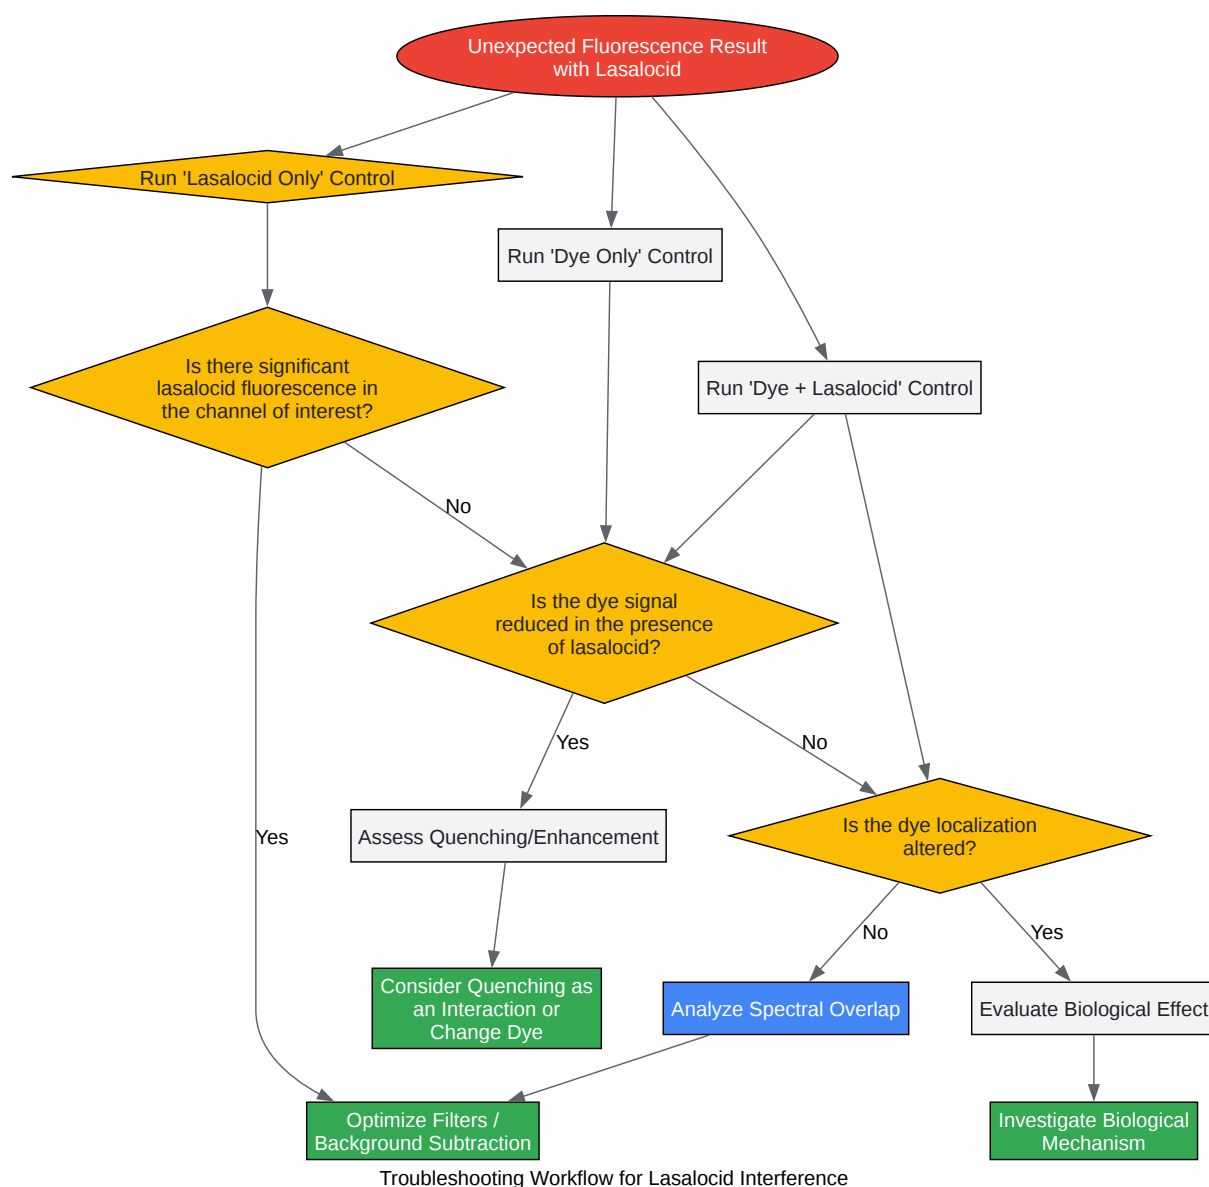 Unexpected Fluorescence Result
with Lasalocid
Run 'Lasalocid Only' Control
Run 'Dye Only' Control
Is there significant
lasalocid fluorescence in
the channel of interest?
Run 'Dye + Lasalocid' Control
No
Is the dye signal
reduced in the presence
of lasalocid?
Yes
No
Yes
Assess Quenching/Enhancement
Is the dye localization
altered?
No
Yes
Consider Quenching as
an Interaction or
Change Dye
Analyze Spectral Overlap
Evaluate Biological Effect
Optimize Filters /
Background Subtraction
Investigate Biological
Mechanism
Troubleshooting Workflow for Lasalocid Interference